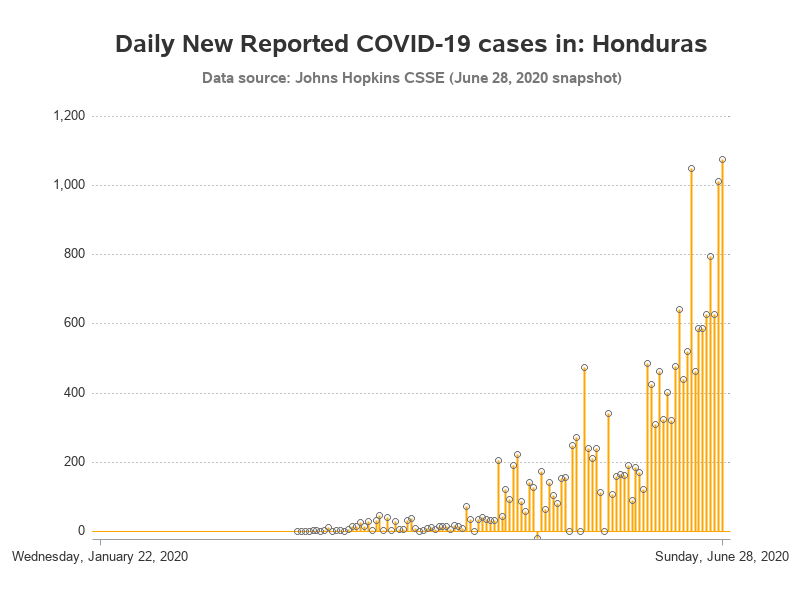 Daily New Reported COVID-19 cases in: Honduras
Data source: Johns Hopkins CSSE (June 28, 2020 snapshot)
1,200
1,000
800
600
400
200
0
Wednesday, January 22, 2020
Sunday, June 28, 2020